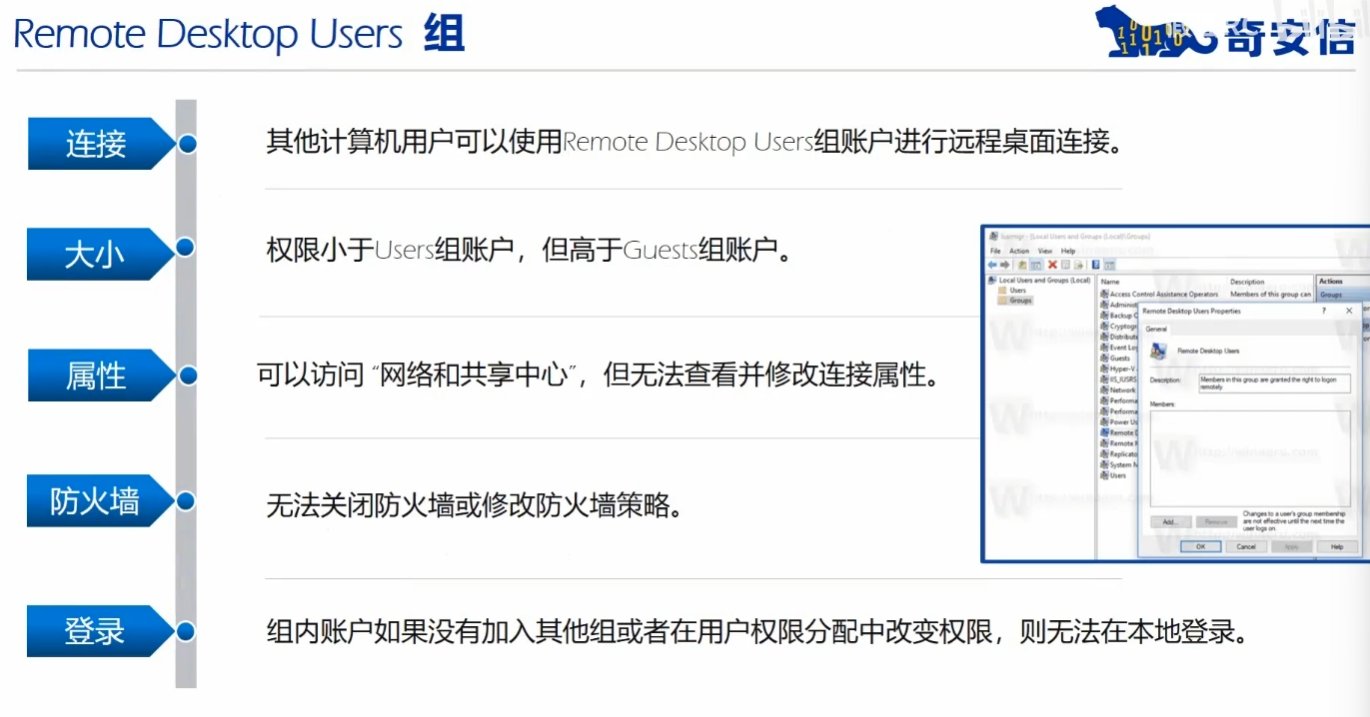 Remote Desktop Users 组
奇安信
连接
其他计算机用户可以使用Remote Desktop Users组账户进行远程桌面连接。
大小
权限小于Users组账户，但高于Guests组账户。
属性
可以访问 “网络和共享中心”，但无法查看并修改连接属性。
防火墙
无法关闭防火墙或修改防火墙策略。
登录
组内账户如果没有加入其他组或者在用户权限分配中改变权限，则无法在本地登录。
lusrmgr - [Local Users and Groups (Local)\Groups]
File Action View Help
Local Users and Groups (Local)
Users
Groups
Name Description Actions
Access Control Assistance Operators Members of this group can Groups
Backup
Guests
Hyper-V
IIS_IUSRS
Network
Power
Remote
Remote
System
Users
Remote Desktop Users Properties
General
Remote Desktop Users
Description:
Members in this group are granted the right to logon
remotely
Members:
Add... Remove
Changes to a user's group membership
are not effective until the next time the
user logs on.
OK Cancel Apply Help